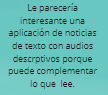 Le parecería
interesante una
aplicación de noticias
de texto con audios
descrptivos porque
puede complementar
lo que lee.